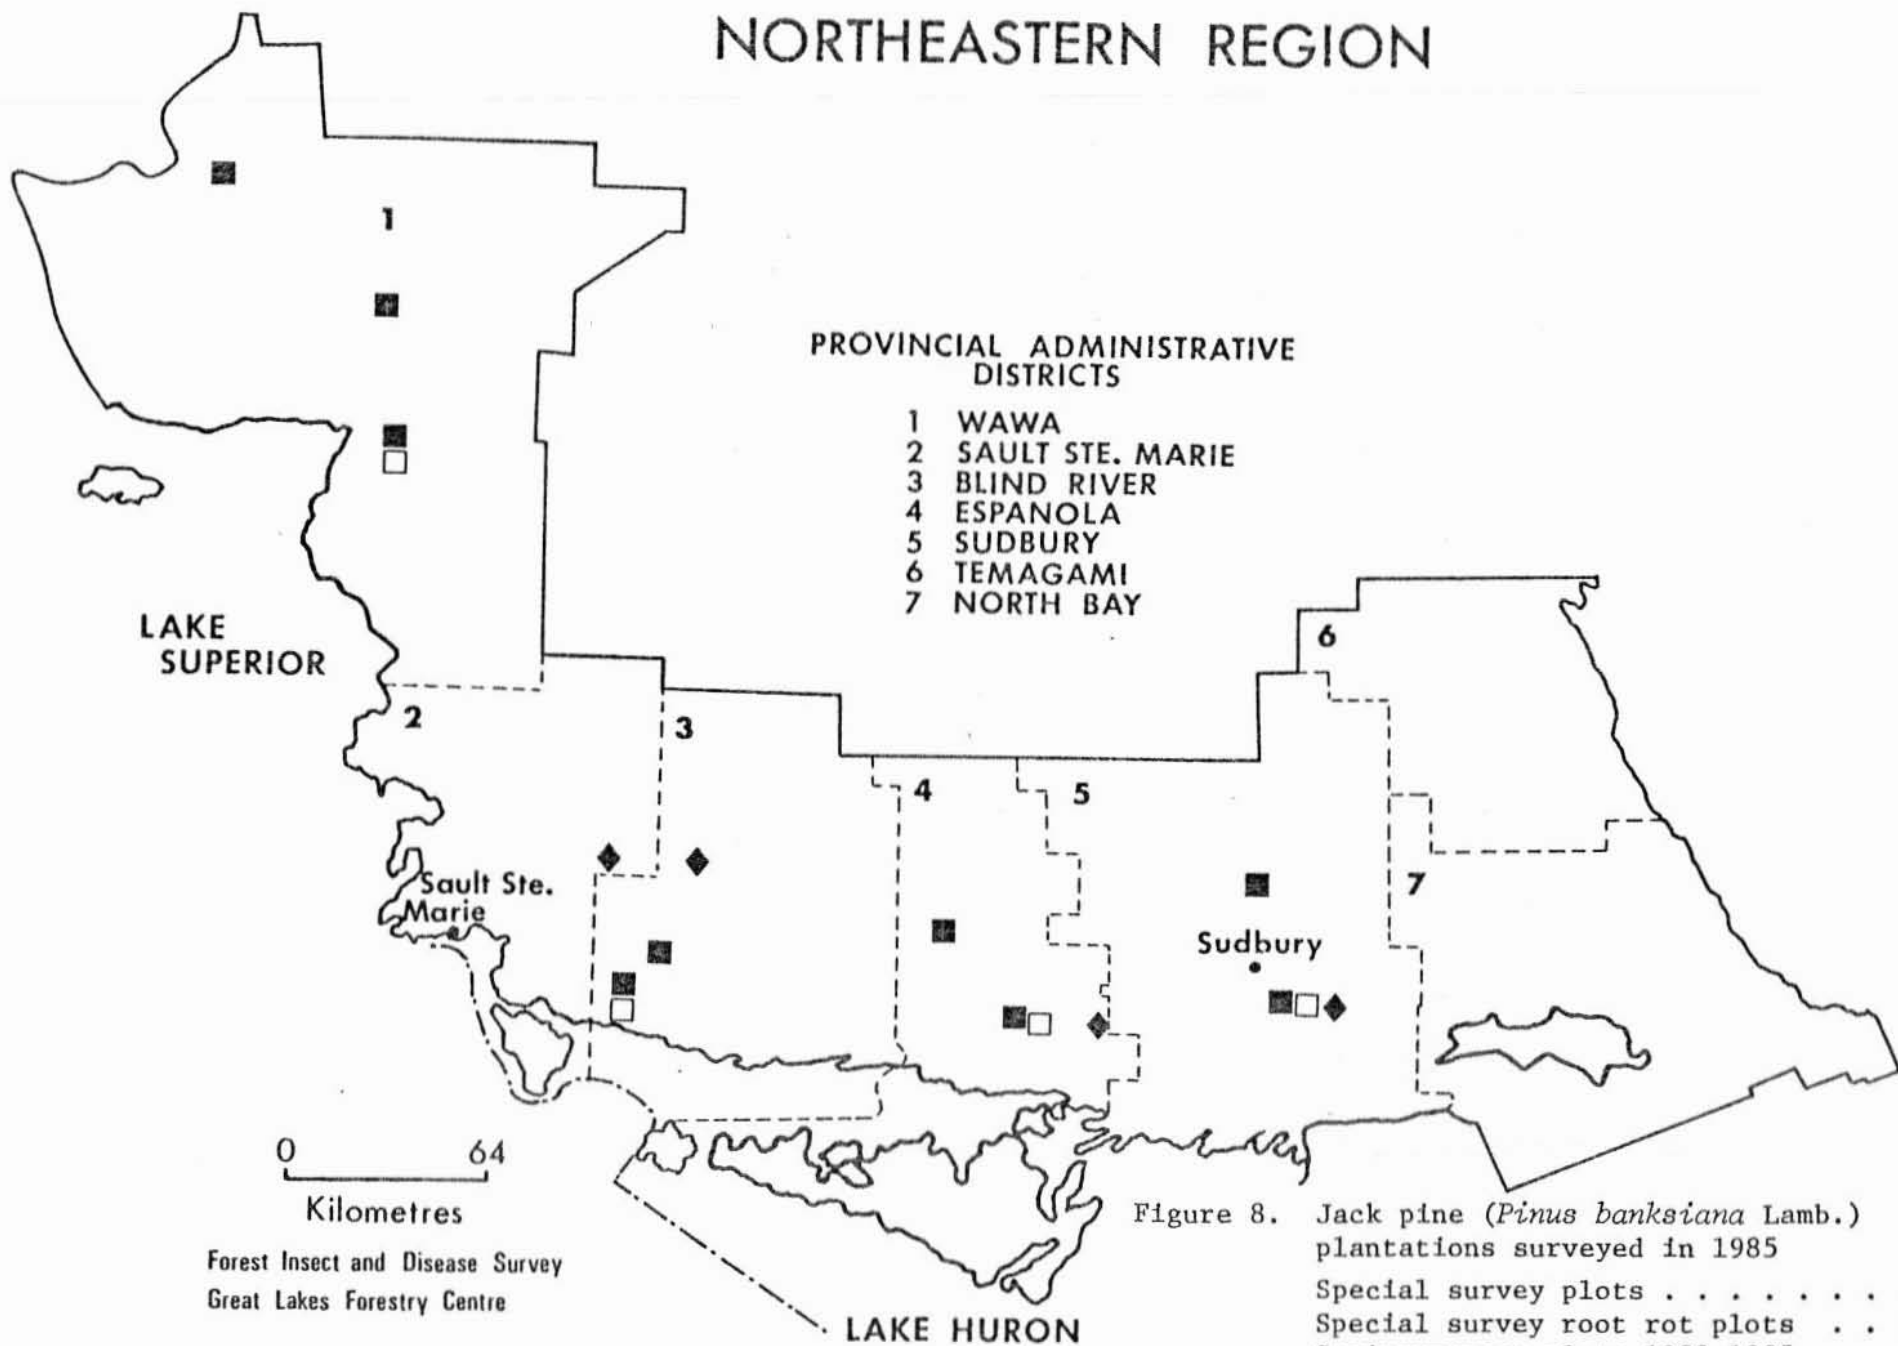 NORTHEASTERN REGION
1
PROVINCIAL ADMINISTRATIVE
DISTRICTS
1 WAWA
2 SAULT STE. MARIE
3 BLIND RIVER
4 ESPANOLA
5 SUDBURY
6 TEMAGAMI
7 NORTH BAY
LAKE
SUPERIOR
6
2
3
4
5
7
Sault Ste.
Marie
Sudbury
0 64
Kilometres
Forest Insect and Disease Survey
Great Lakes Forestry Centre
LAKE HURON
Figure 8. Jack pine (Pinus banksiana Lamb.)
plantations surveyed in 1985
Special survey plots . . . . . . .
Special survey root rot plots . .